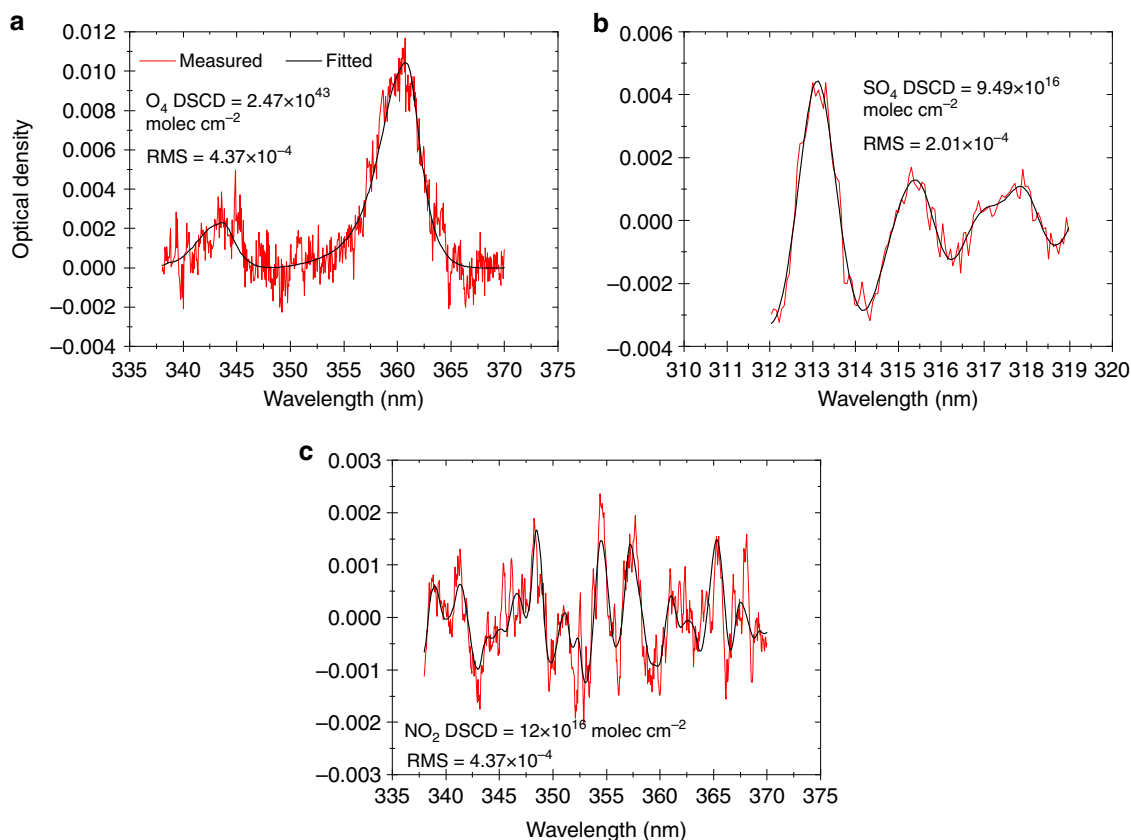 a
0.012
0.010
0.008
0.006
0.004
0.002
0.000
−0.002
−0.004
Optical density
Measured
Fitted
O₄ DSCD = 2.47×10⁴³
molec cm⁻²
RMS = 4.37×10⁻⁴
335 340 345 350 355 360 365 370 375
Wavelength (nm)
b
0.006
0.004
0.002
0.000
−0.002
−0.004
SO₄ DSCD = 9.49×10¹⁶
molec cm⁻²
RMS = 2.01×10⁻⁴
310 311 312 313 314 315 316 317 318 319 320
Wavelength (nm)
c
0.003
0.002
0.001
0.000
−0.001
−0.002
−0.003
NO₂ DSCD = 12×10¹⁶ molec cm⁻²
RMS = 4.37×10⁻⁴
335 340 345 350 355 360 365 370 375
Wavelength (nm)